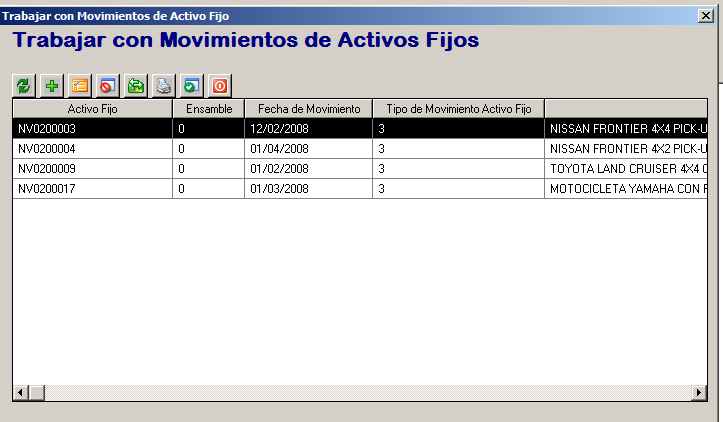 Trabajar con Movimientos de Activo Fijo
Trabajar con Movimientos de Activos Fijos
Activo Fijo Ensamble Fecha de Movimiento Tipo de Movimiento Activo Fijo
NV0200003 0 12/02/2008 3 NISSAN FRONTIER 4X4 PICK-U
NV0200004 0 01/04/2008 3 NISSAN FRONTIER 4X2 PICK-U
NV0200009 0 01/02/2008 3 TOYOTA LAND CRUISER 4X4
NV0200017 0 01/03/2008 3 MOTOCICLETA YAMAHA CON